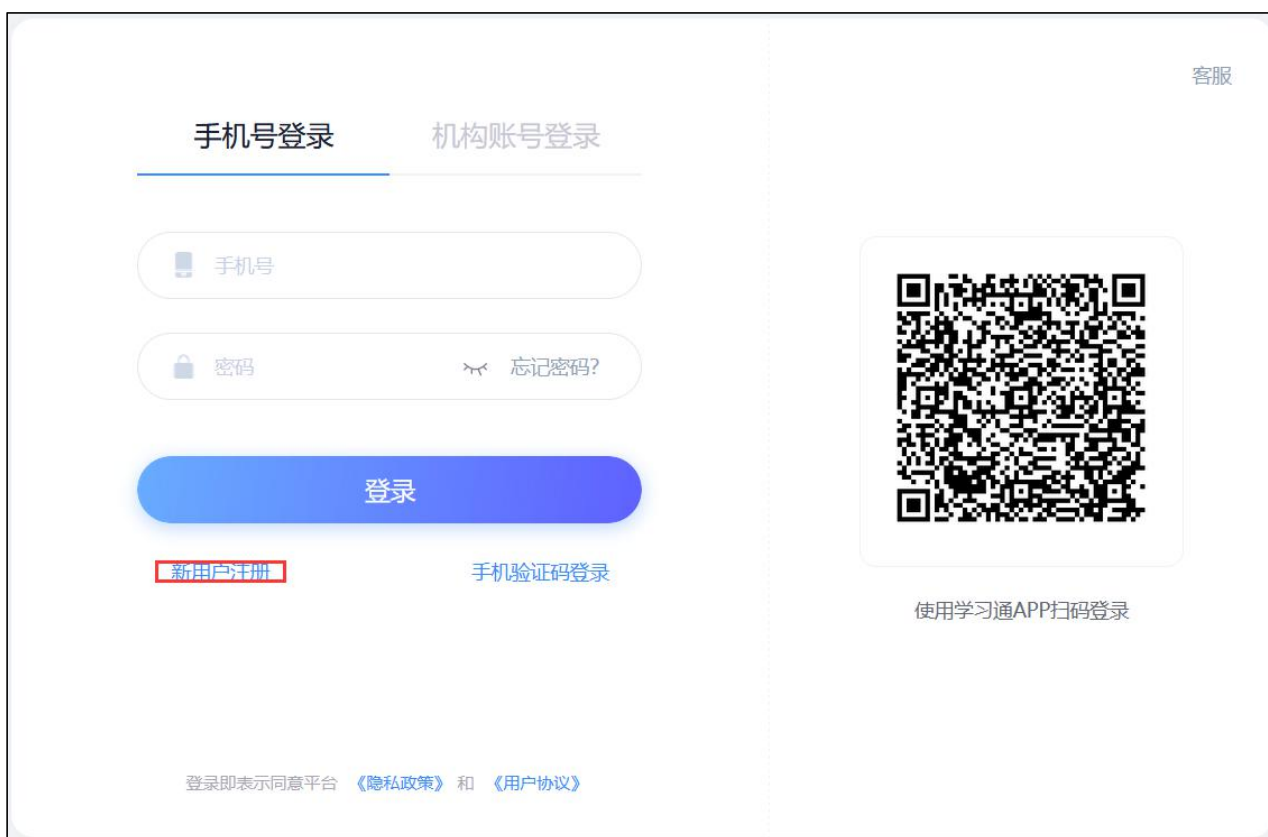 客服
手机号登录 机构账号登录
手机号
密码 忘记密码?
登录
新用户注册 手机验证码登录
使用学习通APP扫码登录
登录即表示同意平台 《隐私政策》 和 《用户协议》